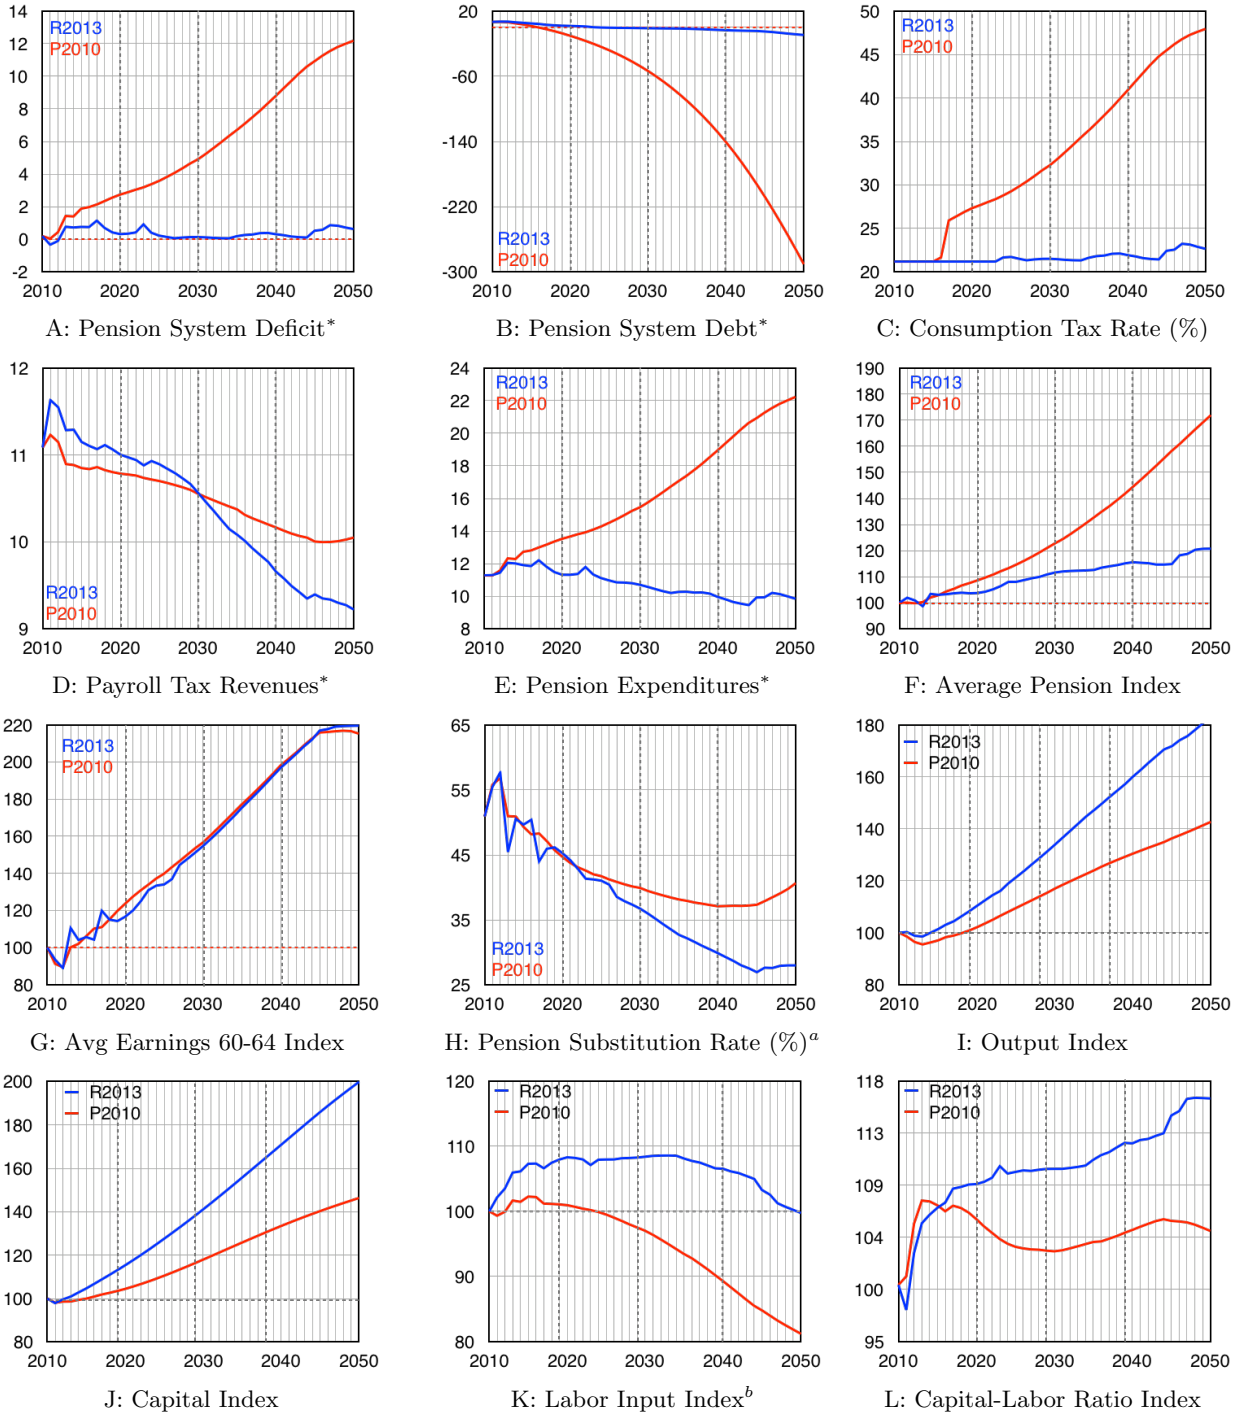 14
12
10
8
6
4
2
0
-2
R2013
P2010
2010 2020 2030 2040 2050
A: Pension System Deficit*
20
-60
-140
-220
-300
R2013
P2010
2010 2020 2030 2040 2050
B: Pension System Debt*
50
45
40
35
30
25
20
R2013
P2010
2010 2020 2030 2040 2050
C: Consumption Tax Rate (%)
12
11
10
9
R2013
P2010
2010 2020 2030 2040 2050
D: Payroll Tax Revenues*
24
22
20
18
16
14
12
10
8
R2013
P2010
2010 2020 2030 2040 2050
E: Pension Expenditures*
190
180
170
160
150
140
130
120
110
100
90
R2013
P2010
2010 2020 2030 2040 2050
F: Average Pension Index
220
200
180
160
140
120
100
80
R2013
P2010
2010 2020 2030 2040 2050
G: Avg Earnings 60-64 Index
65
55
45
35
25
R2013
P2010
2010 2020 2030 2040 2050
H: Pension Substitution Rate (%)a
180
160
140
120
100
80
R2013
P2010
2010 2020 2030 2040 2050
I: Output Index
200
180
160
140
120
100
80
R2013
P2010
2010 2020 2030 2040 2050
J: Capital Index
120
110
100
90
80
R2013
P2010
2010 2020 2030 2040 2050
K: Labor Input Indexb
118
113
109
104
100
95
R2013
P2010
2010 2020 2030 2040 2050
L: Capital-Labor Ratio Index